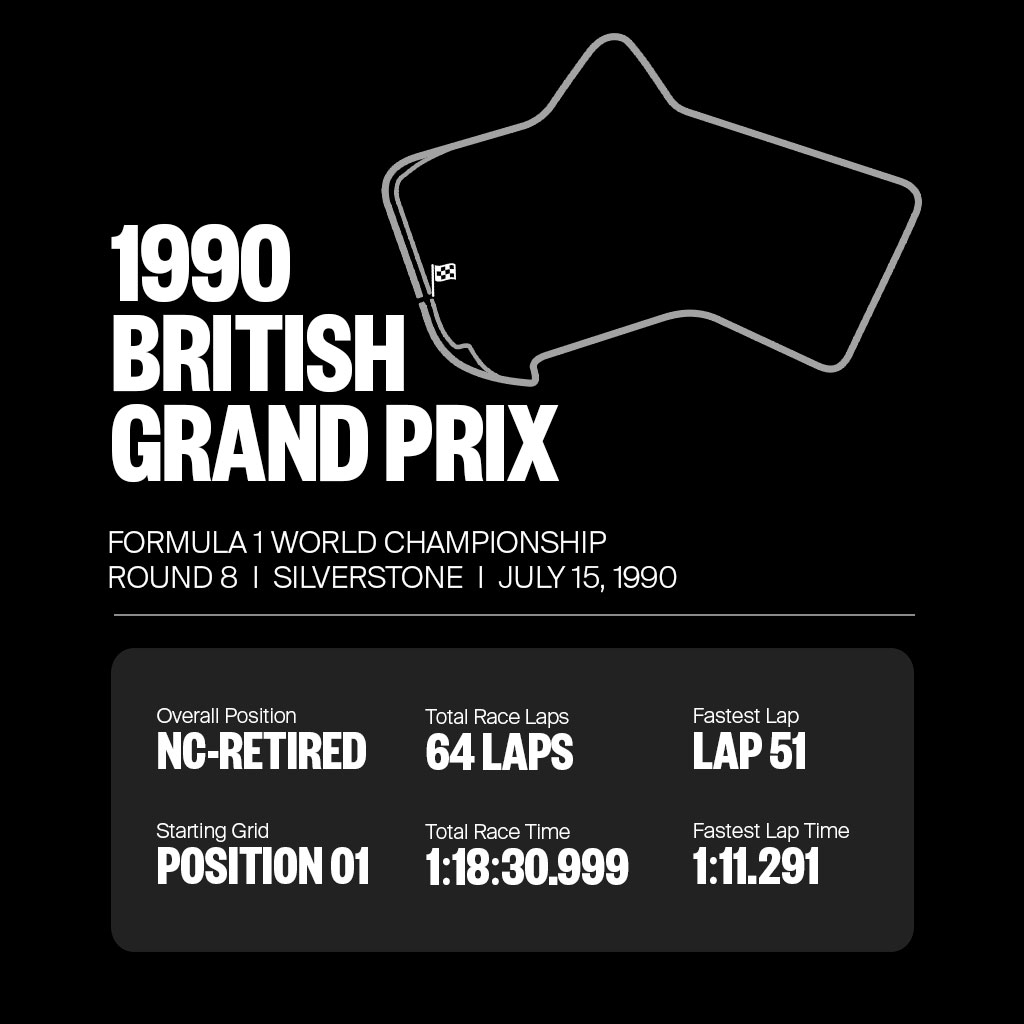 1990
BRITISH
GRAND PRIX
FORMULA 1 WORLD CHAMPIONSHIP
ROUND 8 | SILVERSTONE | JULY 15, 1990
Overall Position
NC-RETIRED
Total Race Laps
64 LAPS
Fastest Lap
LAP 51
Starting Grid
POSITION 01
Total Race Time
1:18:30.999
Fastest Lap Time
1:11.291